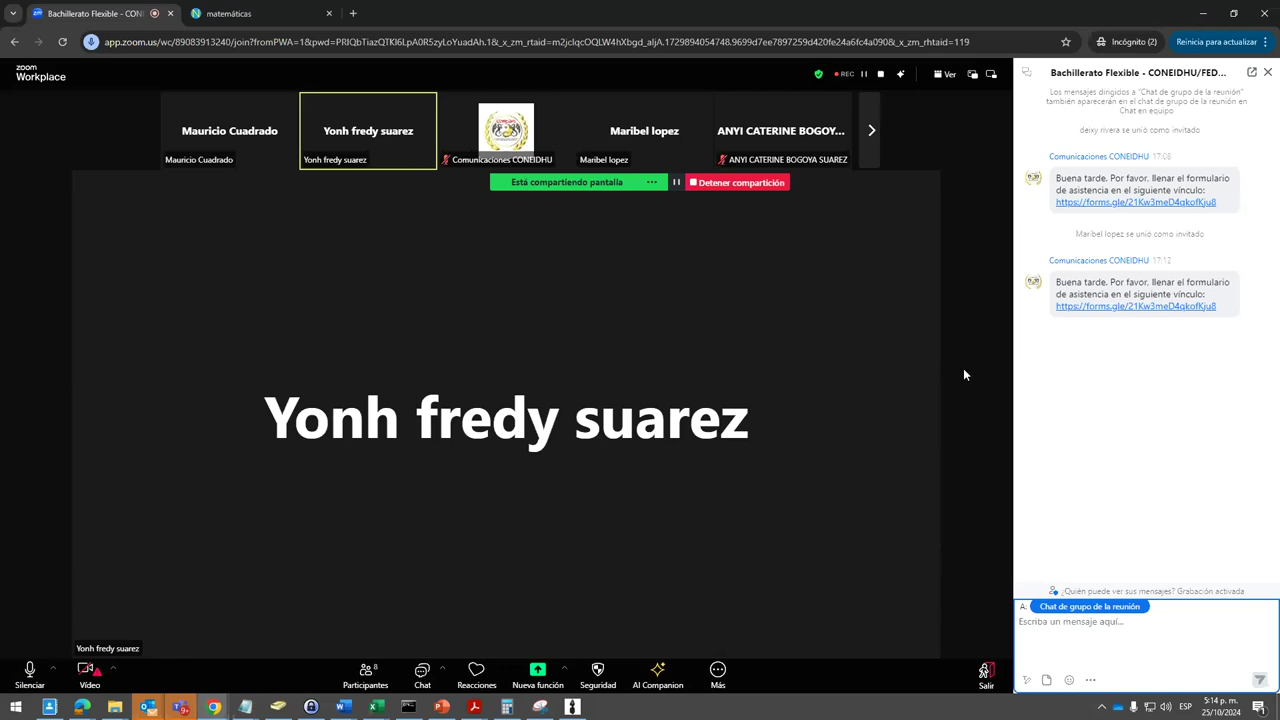 Bachillerato Flexible - CON
matemáticas
app.zoom.us/wc/89083913240/join?fromPWA=1&pwd=PRlQbTiazQTKl6LpA0R5zyLoYuadAh.1&_x_zm_rtaid=m2jclqcOQLW4hXbgd_aljA.1729894054748.9699d7ee78927259d420fe24a6fc4a090&_x_zm_rhtaid=119
Incógnito (2)
Reinicia para actualizar
zoom
Workplace
REC
Ver
Mauricio Cuadrado
Yonh fredy suarez
Maribel lopez
ANYI CATERINE BOGOY...
Mauricio Cuadrado
Yonh fredy suarez
Comunicaciones CONEIDHU
Maribel lopez
ANYI CATERINE BOGOYA SUAREZ
Está compartiendo pantalla
Detener compartición
Yonh fredy suarez
Yonh fredy suarez
Bachillerato Flexible - CONEIDHU/FED...
Los mensajes dirigidos a "Chat de grupo de la reunión"
también aparecerán en el chat de grupo de la reunión en
Chat en equipo
deixy rivera se unió como invitado
Comunicaciones CONEIDHU 17:08
Buena tarde. Por favor. llenar el formulario
de asistencia en el siguiente vínculo:
https://forms.gle/21Kw3meD4qkofKju8
Maribel lopez se unió como invitado
Comunicaciones CONEIDHU 17:12
Buena tarde. Por favor. llenar el formulario
de asistencia en el siguiente vínculo:
https://forms.gle/21Kw3meD4qkofKju8
¿Quién puede ver sus mensajes? Grabación activada
A: Chat de grupo de la reunión
Escriba un mensaje aquí...
Silenciar
Vídeo
8
Participantes
Chat
Reacciones
Nueva función
Seguridad
AI Companion
Más
Salir
ESP
5:14 p. m.
25/10/2024